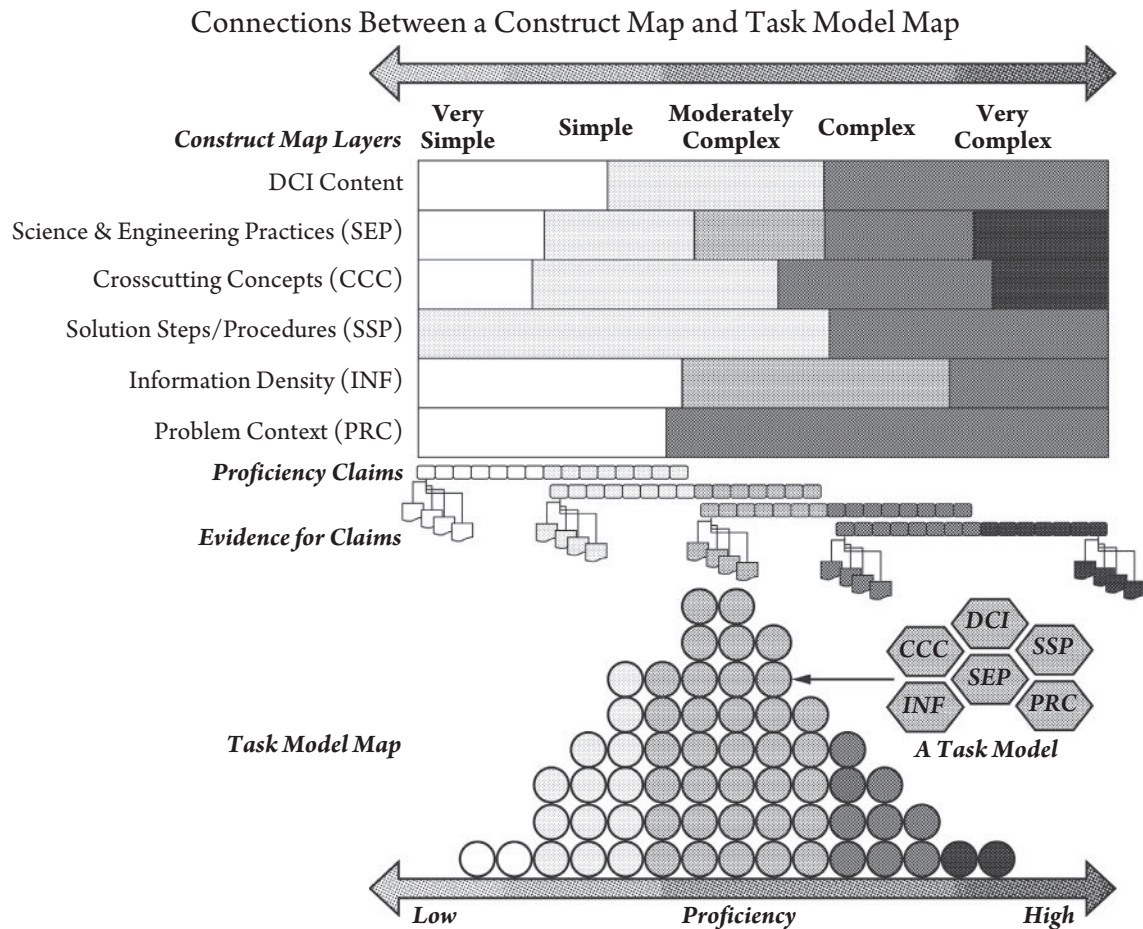 Connections Between a Construct Map and Task Model Map
Construct Map Layers
Very Simple
Simple
Moderately Complex
Complex
Very Complex
DCI Content
Science & Engineering Practices (SEP)
Crosscutting Concepts (CCC)
Solution Steps/Procedures (SSP)
Information Density (INF)
Problem Context (PRC)
Proficiency Claims
Evidence for Claims
DCI
CCC
SSP
SEP
INF
PRC
Task Model Map
A Task Model
Low
Proficiency
High